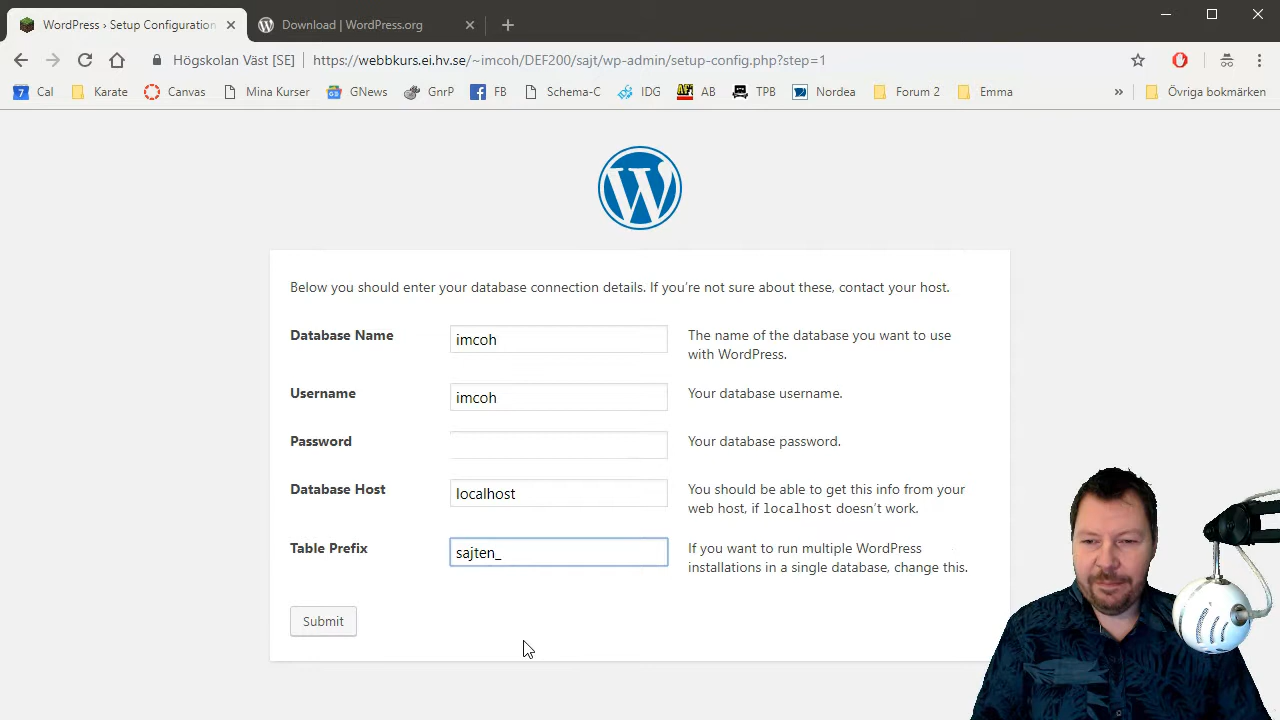 WordPress › Setup Configuration
Download | WordPress.org
Högskolan Väst [SE]
https://webbkurs.ei.hv.se/~imcoh/DEF200/sajt/wp-admin/setup-config.php?step=1
7 Cal
Karate
Canvas
Mina Kurser
GNews
GnrP
FB
Schema-C
IDG
AB
TPB
Nordea
Forum 2
Emma
»
Övriga bokmärken
Below you should enter your database connection details. If you're not sure about these, contact your host.
Database Name
imcoh
The name of the database you want to use
with WordPress.
Username
imcoh
Your database username.
Password
Your database password.
Database Host
localhost
You should be able to get this info from your
web host, if localhost doesn't work.
Table Prefix
sajten_
If you want to run multiple WordPress
installations in a single database, change this.
Submit